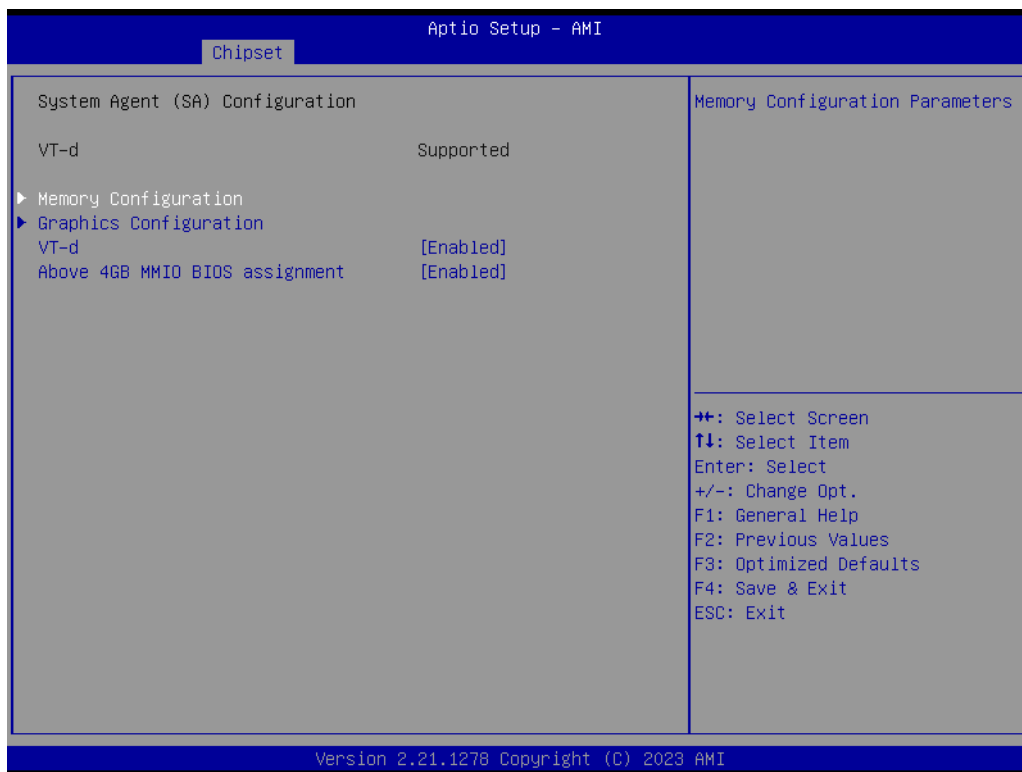 Aptio Setup - AMI
Chipset
System Agent (SA) Configuration
VT-d Supported
▶ Memory Configuration
▶ Graphics Configuration
VT-d [Enabled]
Above 4GB MMIO BIOS assignment [Enabled]
Memory Configuration Parameters
→←: Select Screen
↑↓: Select Item
Enter: Select
+/-: Change Opt.
F1: General Help
F2: Previous Values
F3: Optimized Defaults
F4: Save & Exit
ESC: Exit
Version 2.21.1278 Copyright (C) 2023 AMI